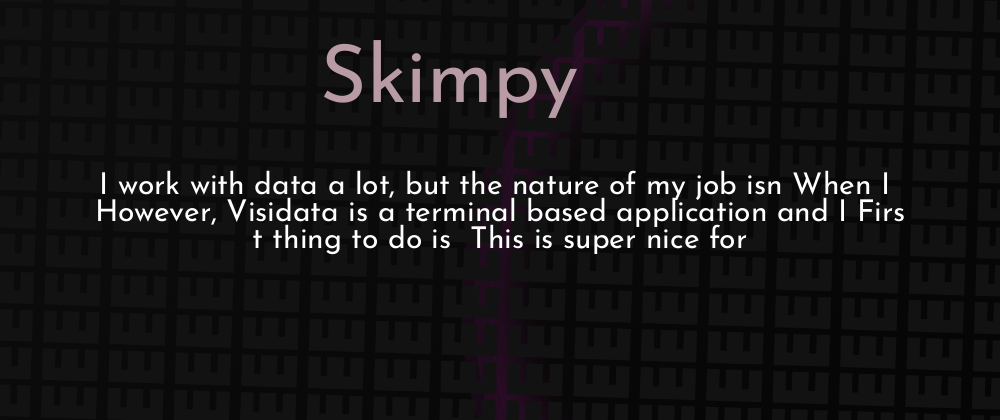 Skimpy
I work with data a lot, but the nature of my job isn When I
However, Visidata is a terminal based application and I Firs
t thing to do is  This is super nice for